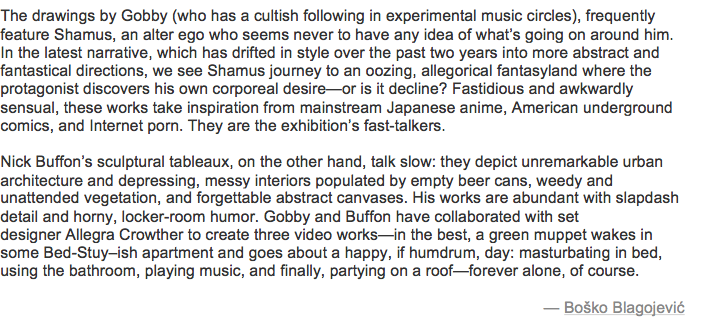 The drawings by Gobby (who has a cultish following in experimental music circles), frequently
feature Shamus, an alter ego who seems never to have any idea of what’s going on around him.
In the latest narrative, which has drifted in style over the past two years into more abstract and
fantastical directions, we see Shamus journey to an oozing, allegorical fantasyland where the
protagonist discovers his own corporeal desire—or is it decline? Fastidious and awkwardly
sensual, these works take inspiration from mainstream Japanese anime, American underground
comics, and Internet porn. They are the exhibition’s fast-talkers.
Nick Buffon’s sculptural tableaux, on the other hand, talk slow: they depict unremarkable urban
architecture and depressing, messy interiors populated by empty beer cans, weedy and
unattended vegetation, and forgettable abstract canvases. His works are abundant with slapdash
detail and horny, locker-room humor. Gobby and Buffon have collaborated with set
designer Allegra Crowther to create three video works—in the best, a green muppet wakes in
some Bed-Stuy–ish apartment and goes about a happy, if humdrum, day: masturbating in bed,
using the bathroom, playing music, and finally, partying on a roof—forever alone, of course.
— Boško Blagojević